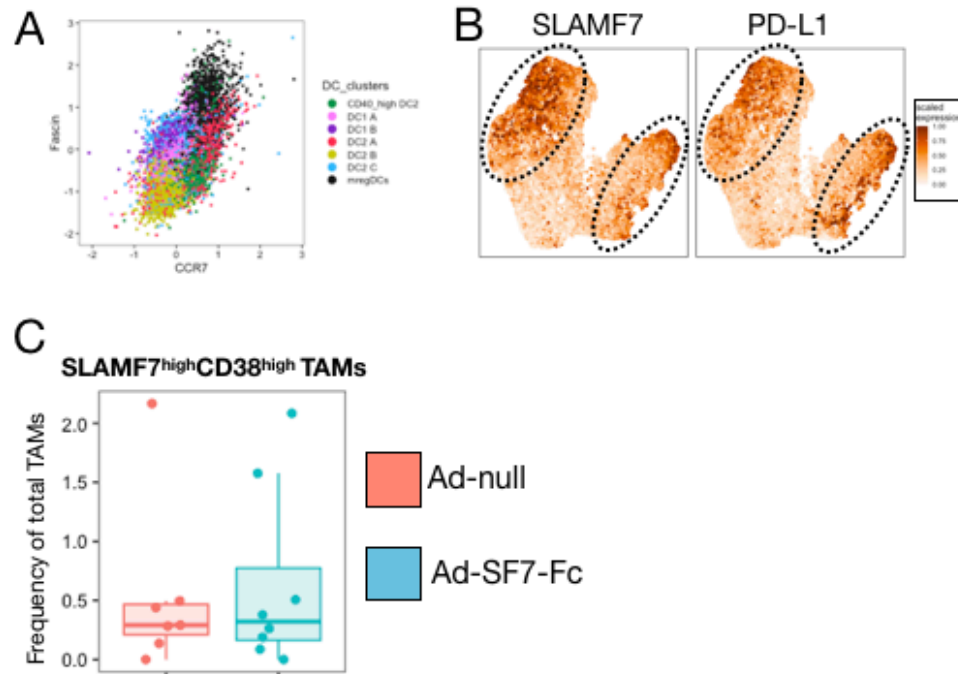 A
3
2
1
0
-1
-2
Fascin
-2
-1
0
1
2
3
CCR7
DC_clusters
CD40_high DC2
DC1 A
DC1 B
DC2 A
DC2 B
DC2 C
mregDCs
B
SLAMF7
PD-L1
scaled
expression
1.00
0.75
0.50
0.25
0.00
C
SLAMF7highCD38high TAMs
Frequency of total TAMs
2.0
1.5
1.0
0.5
0.0
Ad-null
Ad-SF7-Fc